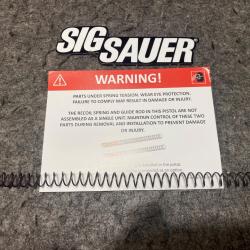 SIG SAUER
WARNING!
PARTS UNDER SPRING TENSION, WEAR EYE PROTECTION.
FAILURE TO COMPLY MAY RESULT IN DAMAGE OR INJURY.
THE RECOIL SPRING AND GUIDE ROD IN THIS PISTOL ARE NOT
ASSEMBLED AS A SINGLE UNIT. MAINTAIN CONTROL OF THESE TWO
PARTS DURING REMOVAL, AND INSTALLATION TO PREVENT DAMAGE
OR INJURY.